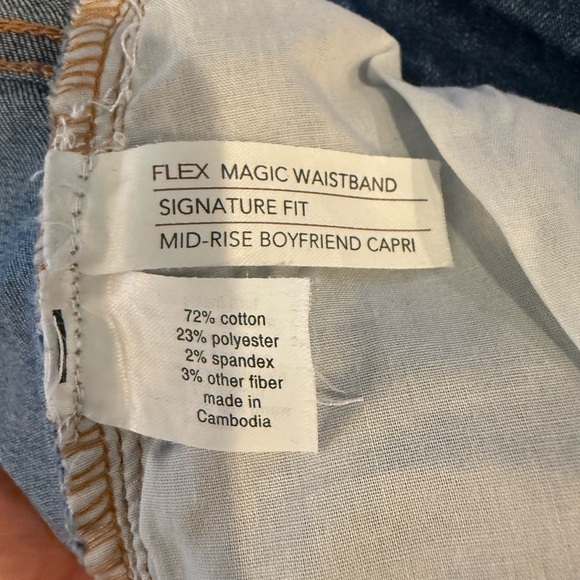 FLEX MAGIC WAISTBAND
SIGNATURE FIT
MID-RISE BOYFRIEND CAPRI
72% cotton
23% polyester
2% spandex
3% other fiber
made in
Cambodia